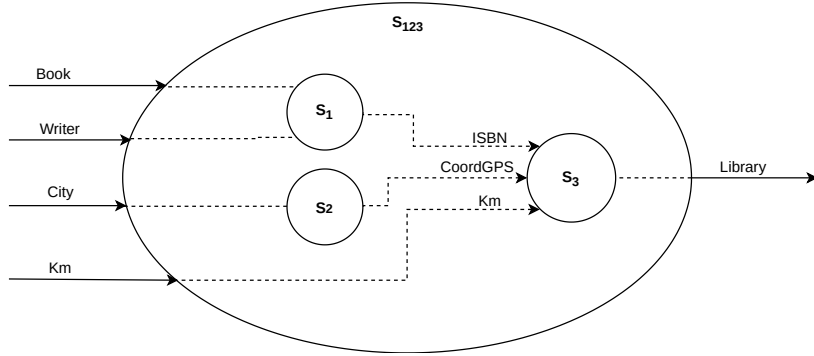 S123
Book
S1
Writer
ISBN
CoordGPS
S3
Library
City
S2
Km
Km